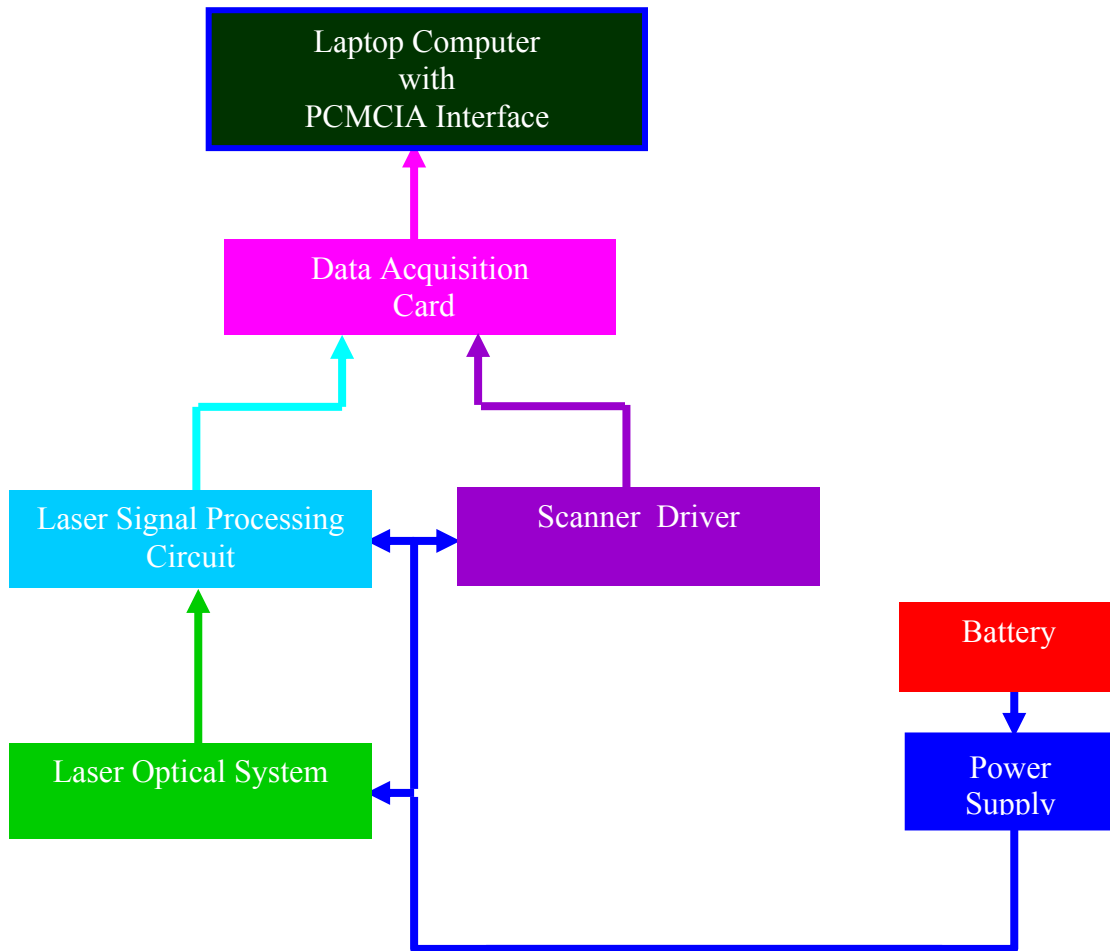 Laptop Computer
with
PCMCIA Interface
Data Acquisition
Card
Laser Signal Processing
Circuit
Scanner Driver
Battery
Laser Optical System
Power
Supply